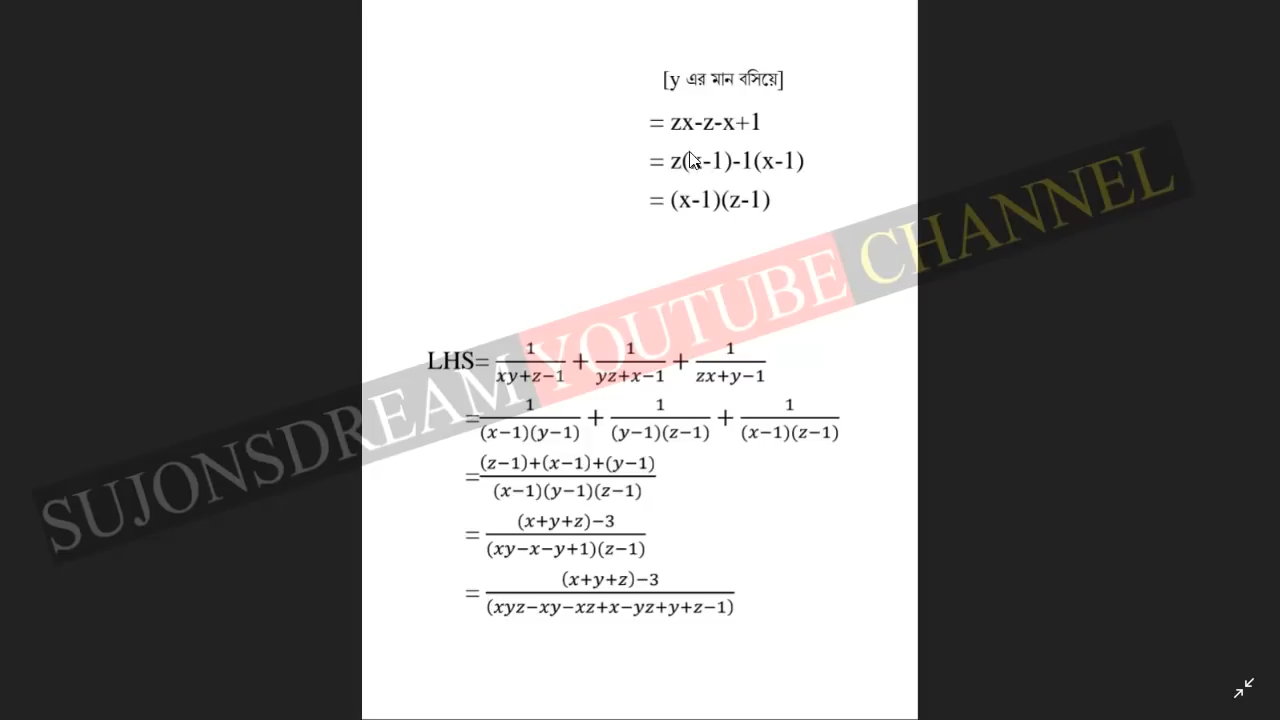 [y এর মান বসিয়ে]
= zx-z-x+1
= z(x-1)-1(x-1)
= (x-1)(z-1)
LHS= 1/(xy+z−1) + 1/(yz+x−1) + 1/(zx+y−1)
= 1/((x−1)(y−1)) + 1/((y−1)(z−1)) + 1/((x−1)(z−1))
= ((z−1)+(x−1)+(y−1))/((x−1)(y−1)(z−1))
= ((x+y+z)−3)/((xy−x−y+1)(z−1))
= ((x+y+z)−3)/((xyz−xy−xz+x−yz+y+z−1))
SUJONSDREAM YOUTUBE CHANNEL